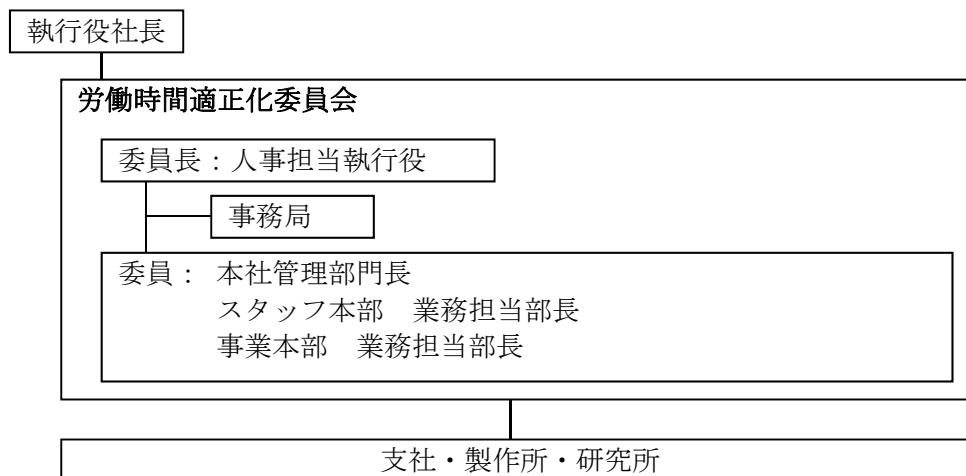 執行役社長
労働時間適正化委員会
委員長：人事担当執行役
事務局
委員： 本社管理部門長
スタッフ本部　業務担当部長
事業本部　業務担当部長
支社・製作所・研究所